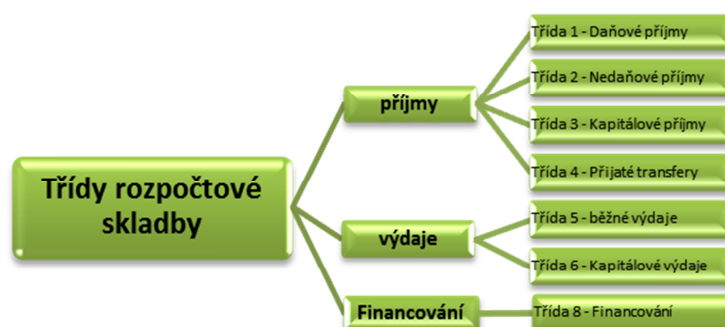 Třídy rozpočtové
skladby
příjmy
Třída 1 - Daňové příjmy
Třída 2 - Nedaňové příjmy
Třída 3 - Kapitálové příjmy
Třída 4 - Přijaté transfery
výdaje
Třída 5 - běžné výdaje
Třída 6 - Kapitálové výdaje
Financování
Třída 8 - Financování